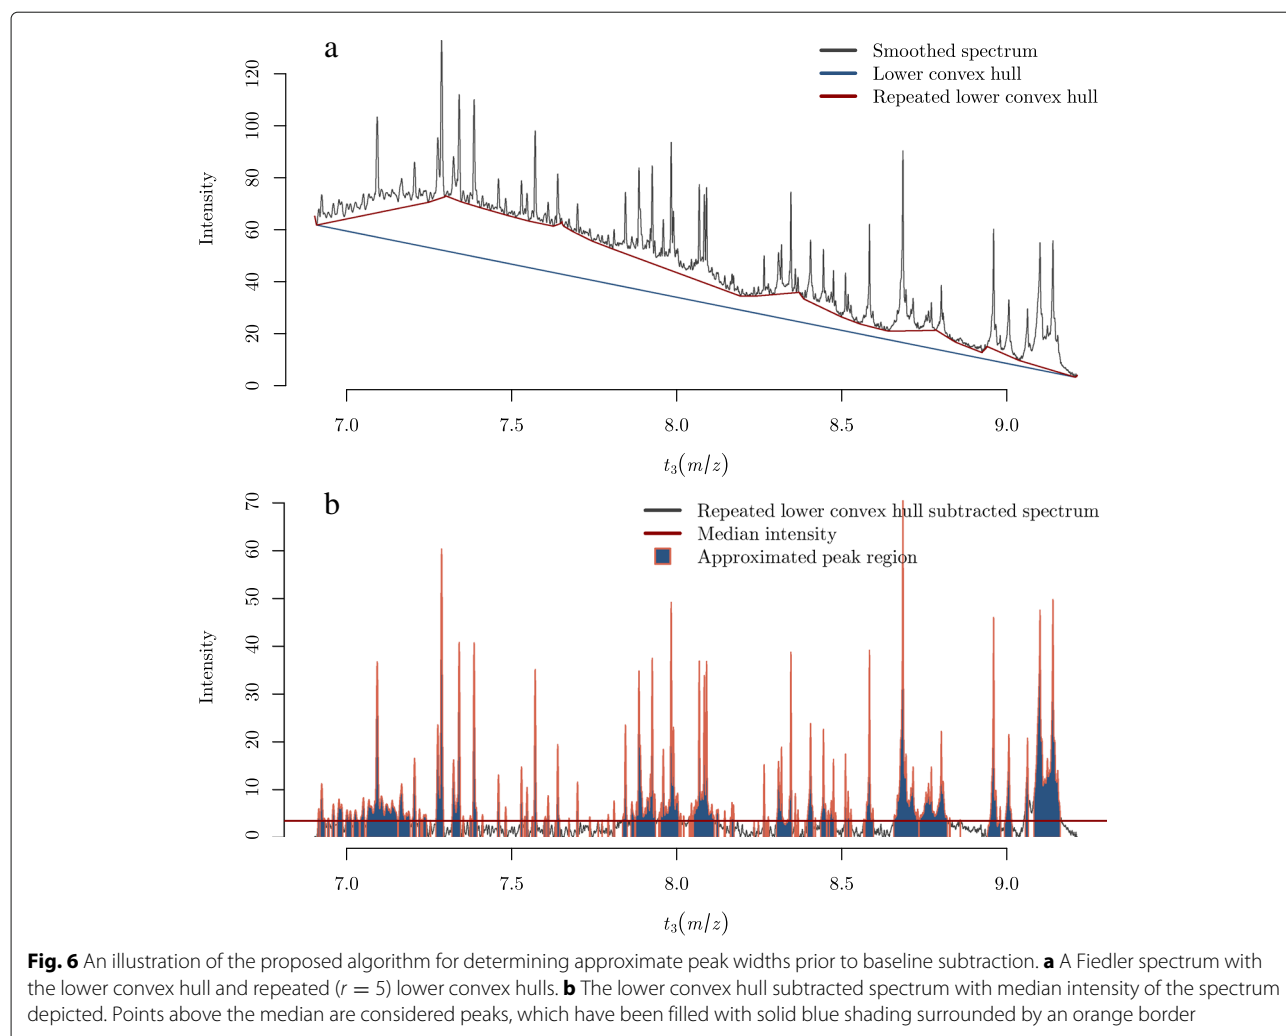 a
Smoothed spectrum
Lower convex hull
Repeated lower convex hull
120
100
80
60
40
20
0
Intensity
7.0 7.5 8.0 8.5 9.0
t₃(m/z)
b
Repeated lower convex hull subtracted spectrum
Median intensity
Approximated peak region
70
60
50
40
30
20
10
0
Intensity
7.0 7.5 8.0 8.5 9.0
t₃(m/z)
Fig. 6 An illustration of the proposed algorithm for determining approximate peak widths prior to baseline subtraction. a A Fiedler spectrum with
the lower convex hull and repeated (r = 5) lower convex hulls. b The lower convex hull subtracted spectrum with median intensity of the spectrum
depicted. Points above the median are considered peaks, which have been filled with solid blue shading surrounded by an orange border